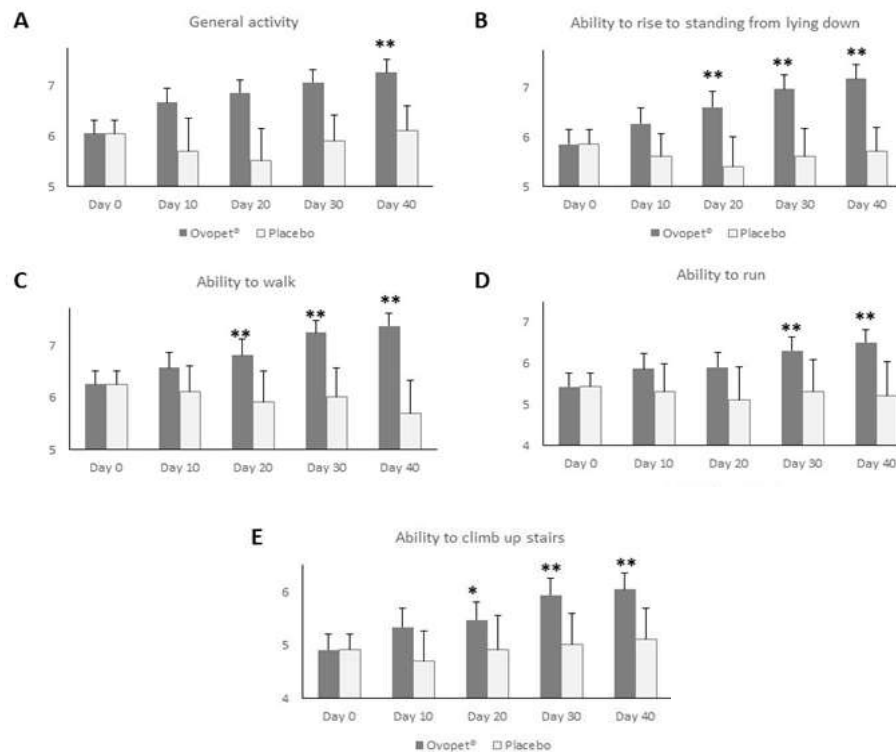 A
General activity
**
7
6
5
Day 0 Day 10 Day 20 Day 30 Day 40
Ovopet® Placebo
B
Ability to rise to standing from lying down
** ** **
7
6
5
Day 0 Day 10 Day 20 Day 30 Day 40
Ovopet® Placebo
C
Ability to walk
** ** **
7
6
5
Day 0 Day 10 Day 20 Day 30 Day 40
D
Ability to run
** **
7
6
5
4
Day 0 Day 10 Day 20 Day 30 Day 40
E
Ability to climb up stairs
* ** **
6
5
4
Day 0 Day 10 Day 20 Day 30 Day 40
Ovopet® Placebo